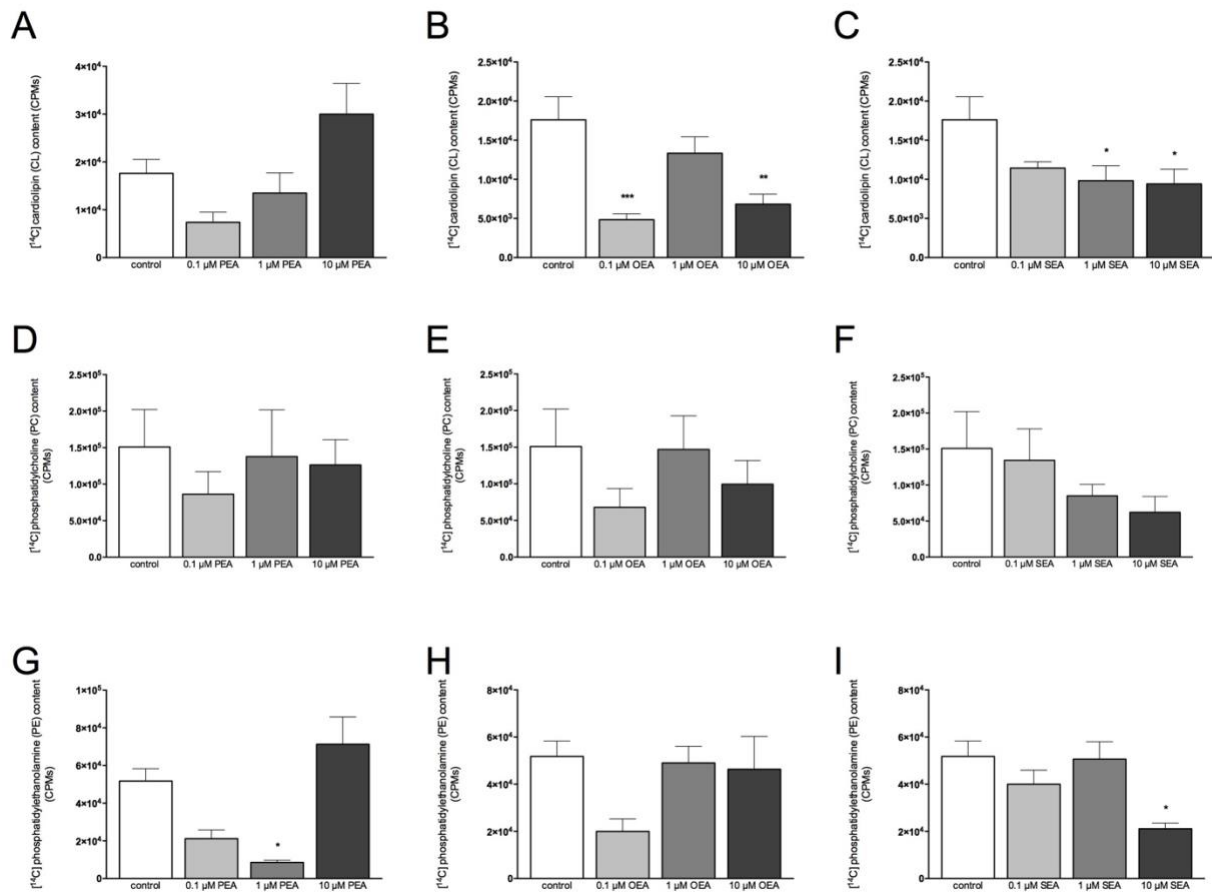 A
[¹⁴C] cardiolipin (CL) content (CPMs)
5×10⁴
4×10⁴
3×10⁴
2×10⁴
1×10⁴
0
control 0.1 µM PEA 1 µM PEA 10 µM PEA
B
[¹⁴C] cardiolipin (CL) content (CPMs)
2.5×10⁴
2.0×10⁴
1.5×10⁴
1.0×10⁴
5.0×10³
0.0
***
**
control 0.1 µM OEA 1 µM OEA 10 µM OEA
C
[¹⁴C] cardiolipin (CL) content (CPMs)
2.5×10⁴
2.0×10⁴
1.5×10⁴
1.0×10⁴
5.0×10³
0.0
* *
control 0.1 µM SEA 1 µM SEA 10 µM SEA
D
[¹⁴C] phosphatidylcholine (PC) content
(CPMs)
2.5×10⁵
2.0×10⁵
1.5×10⁵
1.0×10⁵
5.0×10⁴
0.0
control 0.1 µM PEA 1 µM PEA 10 µM PEA
E
[¹⁴C] phosphatidylcholine (PC) content
(CPMs)
2.5×10⁵
2.0×10⁵
1.5×10⁵
1.0×10⁵
5.0×10⁴
0.0
control 0.1 µM OEA 1 µM OEA 10 µM OEA
F
[¹⁴C] phosphatidylcholine (PC) content
(CPMs)
2.5×10⁵
2.0×10⁵
1.5×10⁵
1.0×10⁵
5.0×10⁴
0.0
control 0.1 µM SEA 1 µM SEA 10 µM SEA
G
[¹⁴C] phosphatidylethanolamine (PE) content
(CPMs)
1×10⁵
8×10⁴
6×10⁴
4×10⁴
2×10⁴
0
*
control 0.1 µM PEA 1 µM PEA 10 µM PEA
H
[¹⁴C] phosphatidylethanolamine (PE) content
(CPMs)
8×10⁴
6×10⁴
4×10⁴
2×10⁴
0
control 0.1 µM OEA 1 µM OEA 10 µM OEA
I
[¹⁴C] phosphatidylethanolamine (PE) content
(CPMs)
8×10⁴
6×10⁴
4×10⁴
2×10⁴
0
*
control 0.1 µM SEA 1 µM SEA 10 µM SEA